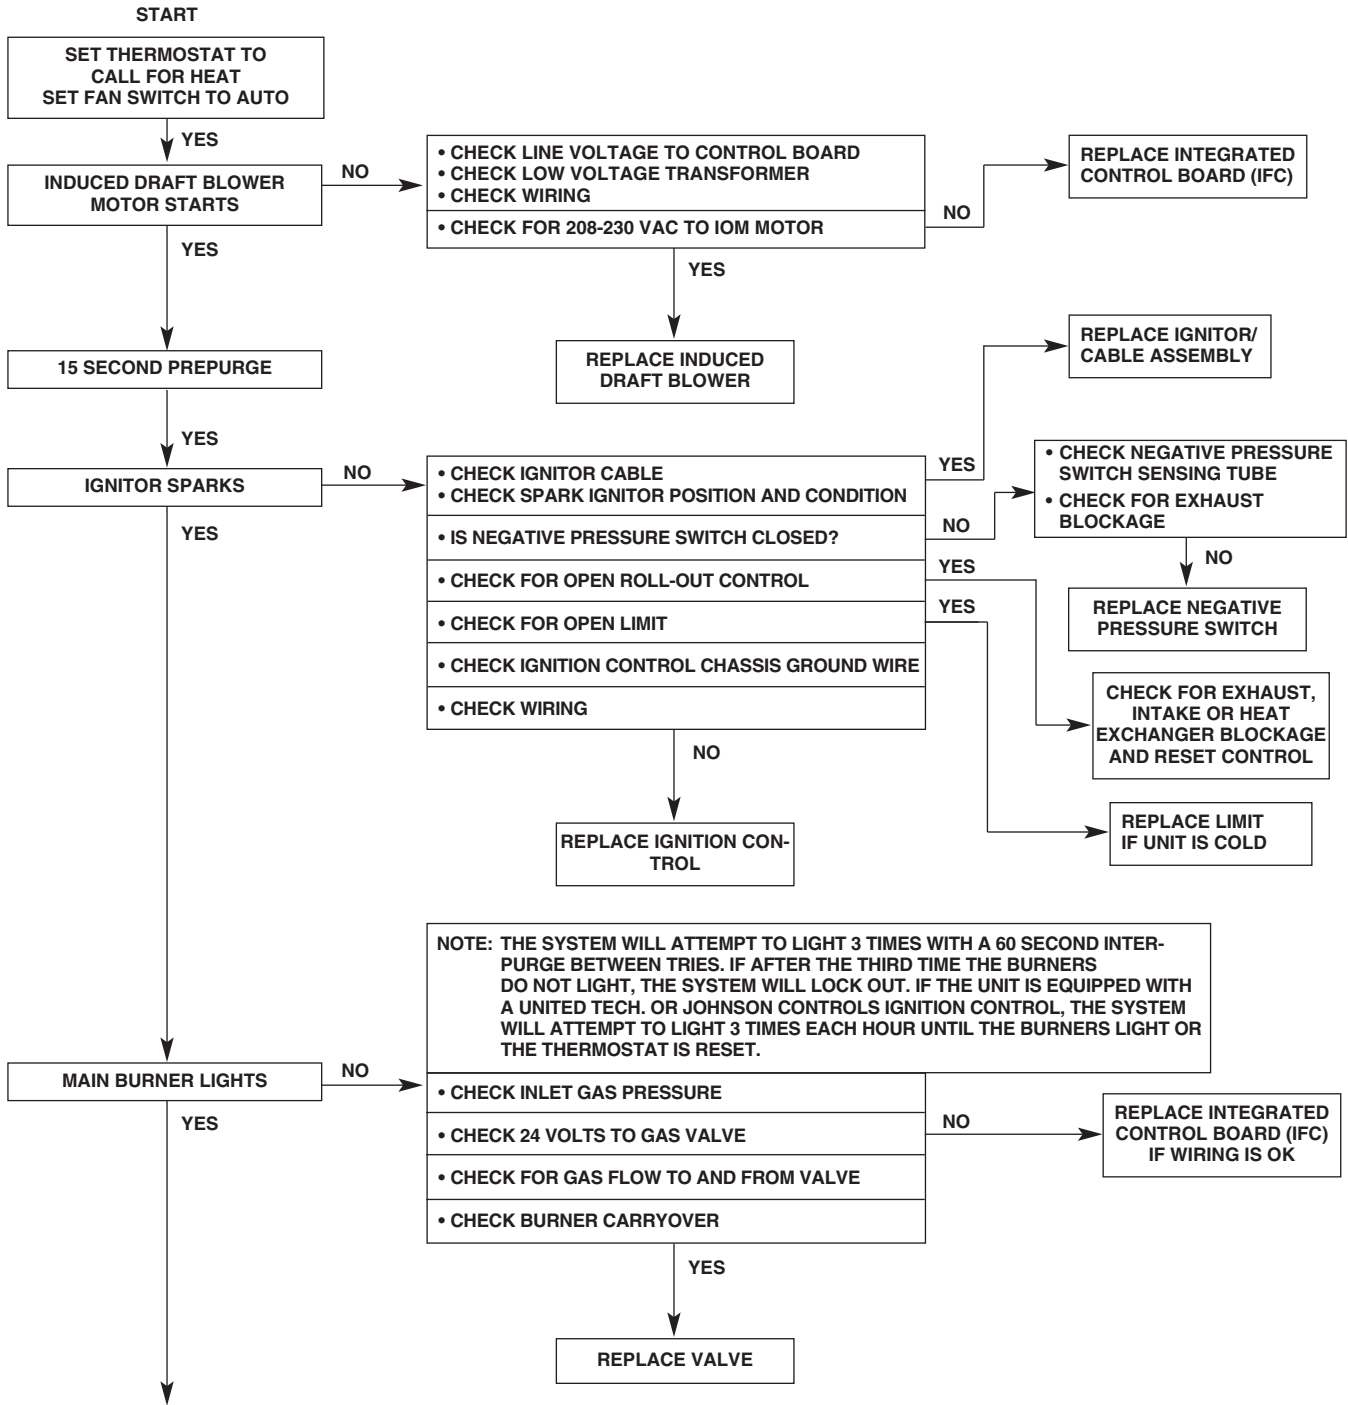 START
SET THERMOSTAT TO
CALL FOR HEAT
SET FAN SWITCH TO AUTO
YES
INDUCED DRAFT BLOWER
MOTOR STARTS
NO
• CHECK LINE VOLTAGE TO CONTROL BOARD
• CHECK LOW VOLTAGE TRANSFORMER
• CHECK WIRING
• CHECK FOR 208-230 VAC TO IOM MOTOR
NO
REPLACE INTEGRATED
CONTROL BOARD (IFC)
YES
REPLACE INDUCED
DRAFT BLOWER
YES
15 SECOND PREPURGE
YES
IGNITOR SPARKS
NO
• CHECK IGNITOR CABLE
• CHECK SPARK IGNITOR POSITION AND CONDITION
YES
REPLACE IGNITOR/
CABLE ASSEMBLY
• IS NEGATIVE PRESSURE SWITCH CLOSED?
NO
• CHECK NEGATIVE PRESSURE
SWITCH SENSING TUBE
• CHECK FOR EXHAUST
BLOCKAGE
NO
REPLACE NEGATIVE
PRESSURE SWITCH
• CHECK FOR OPEN ROLL-OUT CONTROL
YES
CHECK FOR EXHAUST,
INTAKE OR HEAT
EXCHANGER BLOCKAGE
AND RESET CONTROL
• CHECK FOR OPEN LIMIT
YES
REPLACE LIMIT
IF UNIT IS COLD
• CHECK IGNITION CONTROL CHASSIS GROUND WIRE
• CHECK WIRING
NO
REPLACE IGNITION CON-
TROL
YES
NOTE: THE SYSTEM WILL ATTEMPT TO LIGHT 3 TIMES WITH A 60 SECOND INTER-
PURGE BETWEEN TRIES. IF AFTER THE THIRD TIME THE BURNERS
DO NOT LIGHT, THE SYSTEM WILL LOCK OUT. IF THE UNIT IS EQUIPPED WITH
A UNITED TECH. OR JOHNSON CONTROLS IGNITION CONTROL, THE SYSTEM
WILL ATTEMPT TO LIGHT 3 TIMES EACH HOUR UNTIL THE BURNERS LIGHT OR
THE THERMOSTAT IS RESET.
MAIN BURNER LIGHTS
NO
• CHECK INLET GAS PRESSURE
• CHECK 24 VOLTS TO GAS VALVE
NO
REPLACE INTEGRATED
CONTROL BOARD (IFC)
IF WIRING IS OK
• CHECK FOR GAS FLOW TO AND FROM VALVE
• CHECK BURNER CARRYOVER
YES
REPLACE VALVE
YES